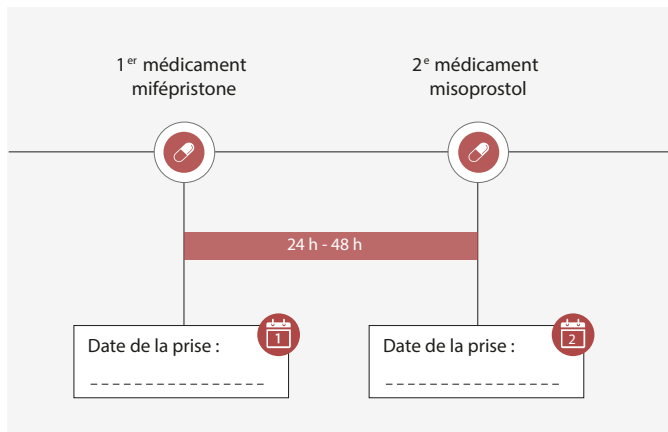 1er médicament
mifépristone
2e médicament
misoprostol
24 h - 48 h
Date de la prise :
1
Date de la prise :
2